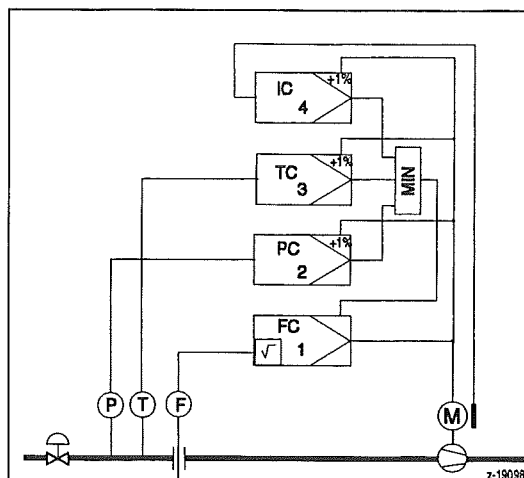 +1%
IC
4
+1%
TC
3
MIN
+1%
PC
2
FC
√ 1
P T F M
z-19098